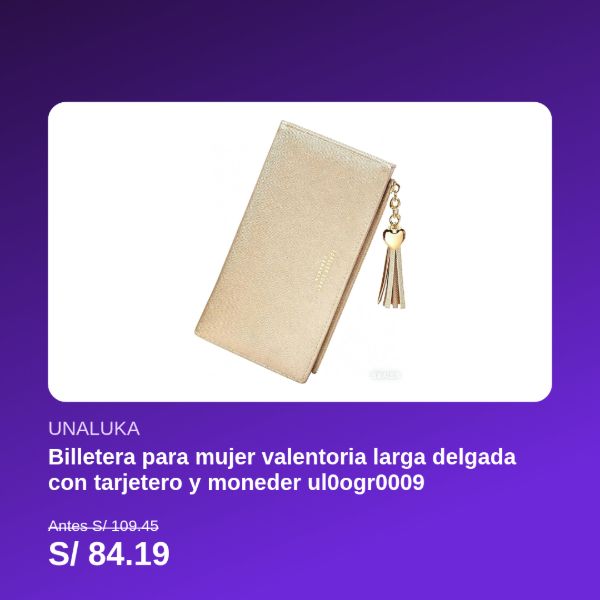 UNALUKA
Billetera para mujer valentoria larga delgada
con tarjetero y moneder ul0ogr0009
Antes S/ 109.45
S/ 84.19